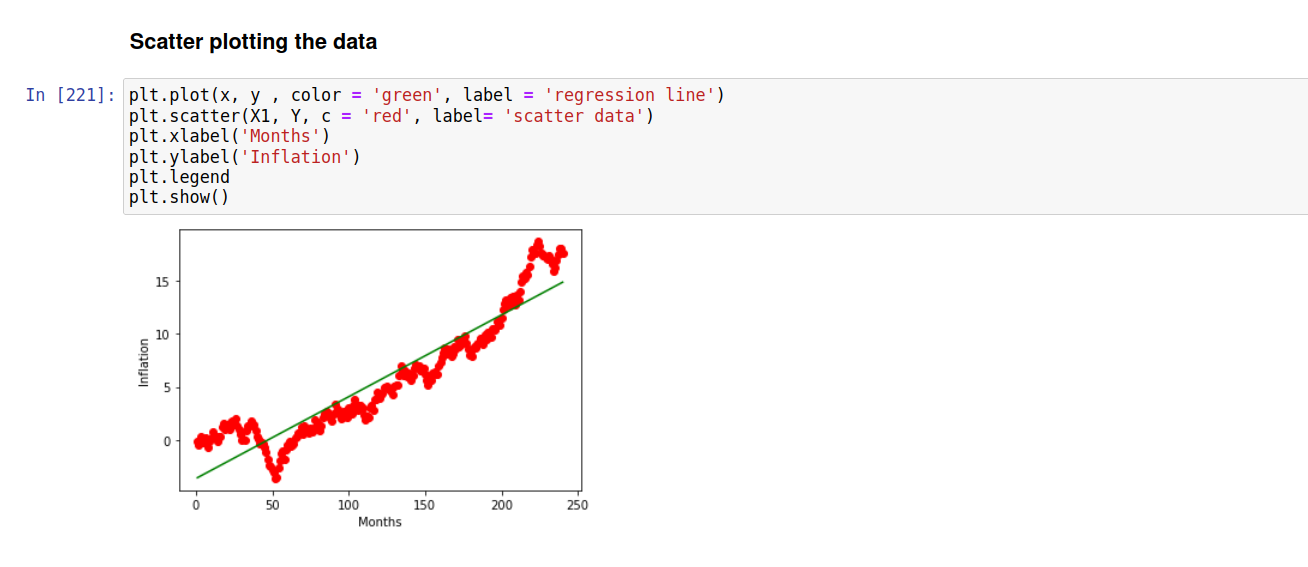 Scatter plotting the data
In [221]: plt.plot(x, y , color = 'green', label = 'regression line')
plt.scatter(X1, Y, c = 'red', label= 'scatter data')
plt.xlabel('Months')
plt.ylabel('Inflation')
plt.legend
plt.show()
15
10
5
0
Inflation
0 50 100 150 200 250
Months